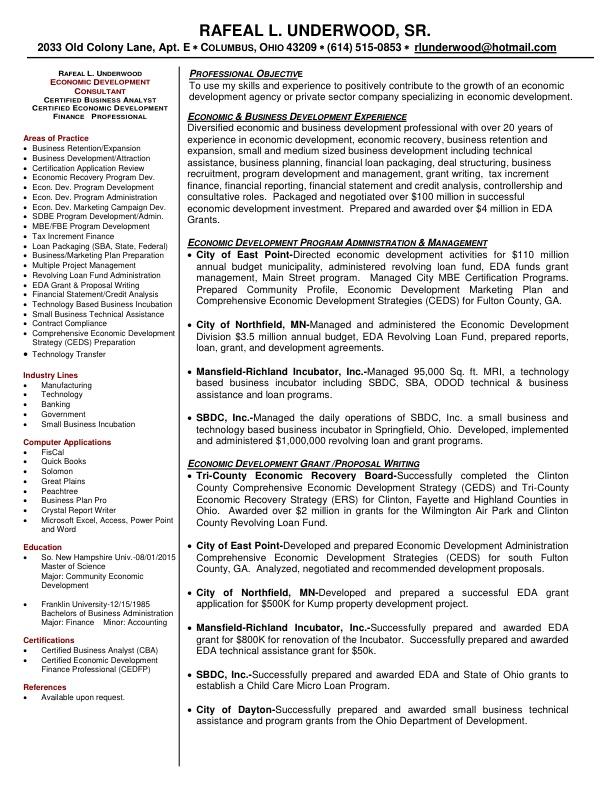 RAFEAL L. UNDERWOOD, SR.
2033 Old Colony Lane, Apt. E * COLUMBUS, OHIO 43209 * (614) 515-0853 * rlunderwood@hotmail.com
RAFEAL L. UNDERWOOD
ECONOMIC DEVELOPMENT
CONSULTANT
CERTIFIED BUSINESS ANALYST
CERTIFIED ECONOMIC DEVELOPMENT
FINANCE PROFESSIONAL
Areas of Practice
• Business Retention/Expansion
• Business Development/Attraction
• Certification Application Review
• Economic Recovery Program Dev.
• Econ. Dev. Program Development
• Econ. Dev. Program Administration
• Econ. Dev. Marketing Campaign Dev.
• SDBE Program Development/Admin.
• MBE/FBE Program Development
• Tax Increment Finance
• Loan Packaging (SBA, State, Federal)
• Business/Marketing Plan Preparation
• Multiple Project Management
• Revolving Loan Fund Administration
• EDA Grant & Proposal Writing
• Financial Statement/Credit Analysis
• Technology Based Business Incubation
• Small Business Technical Assistance
• Contract Compliance
• Comprehensive Economic Development
Strategy (CEDS) Preparation
• Technology Transfer
Industry Lines
• Manufacturing
• Technology
• Banking
• Government
• Small Business Incubation
Computer Applications
• FisCal
• Quick Books
• Solomon
• Great Plains
• Peachtree
• Business Plan Pro
• Crystal Report Writer
• Microsoft Excel, Access, Power Point
and Word
Education
• So. New Hampshire Univ.-08/01/2015
Master of Science
Major: Community Economic
Development
• Franklin University-12/15/1985
Bachelors of Business Administration
Major: Finance Minor: Accounting
Certifications
• Certified Business Analyst (CBA)
• Certified Economic Development
Finance Professional (CEDFP)
References
• Available upon request.
PROFESSIONAL OBJECTIVE
To use my skills and experience to positively contribute to the growth of an economic
development agency or private sector company specializing in economic development.
ECONOMIC & BUSINESS DEVELOPMENT EXPERIENCE
Diversified economic and business development professional with over 20 years of
experience in economic development, economic recovery, business retention and
expansion, small and medium sized business development including technical
assistance, business planning, financial loan packaging, deal structuring, business
recruitment, program development and management, grant writing, tax increment
finance, financial reporting, financial statement and credit analysis, controllership and
consultative roles. Packaged and negotiated over $100 million in successful
economic development investment. Prepared and awarded over $4 million in EDA
Grants.
ECONOMIC DEVELOPMENT PROGRAM ADMINISTRATION & MANAGEMENT
• City of East Point-Directed economic development activities for $110 million
annual budget municipality, administered revolving loan fund, EDA funds grant
management, Main Street program. Managed City MBE Certification Programs.
Prepared Community Profile, Economic Development Marketing Plan and
Comprehensive Economic Development Strategies (CEDS) for Fulton County, GA.
• City of Northfield, MN-Managed and administered the Economic Development
Division $3.5 million annual budget, EDA Revolving Loan Fund, prepared reports,
loan, grant, and development agreements.
• Mansfield-Richland Incubator, Inc.-Managed 95,000 Sq. ft. MRI, a technology
based business incubator including SBDC, SBA, ODOD technical & business
assistance and loan programs.
• SBDC, Inc.-Managed the daily operations of SBDC, Inc. a small business and
technology based business incubator in Springfield, Ohio. Developed, implemented
and administered $1,000,000 revolving loan and grant programs.
ECONOMIC DEVELOPMENT GRANT /PROPOSAL WRITING
• Tri-County Economic Recovery Board-Successfully completed the Clinton
County Comprehensive Economic Development Strategy (CEDS) and Tri-County
Economic Recovery Strategy (ERS) for Clinton, Fayette and Highland Counties in
Ohio. Awarded over $2 million in grants for the Wilmington Air Park and Clinton
County Revolving Loan Fund.
• City of East Point-Developed and prepared Economic Development Administration
Comprehensive Economic Development Strategies (CEDS) for south Fulton
County, GA. Analyzed, negotiated and recommended development proposals.
• City of Northfield, MN-Developed and prepared a successful EDA grant
application for $500K for Kump property development project.
• Mansfield-Richland Incubator, Inc.-Successfully prepared and awarded EDA
grant for $800K for renovation of the Incubator. Successfully prepared and awarded
EDA technical assistance grant for $50k.
• SBDC, Inc.-Successfully prepared and awarded EDA and State of Ohio grants to
establish a Child Care Micro Loan Program.
• City of Dayton-Successfully prepared and awarded small business technical
assistance and program grants from the Ohio Department of Development.